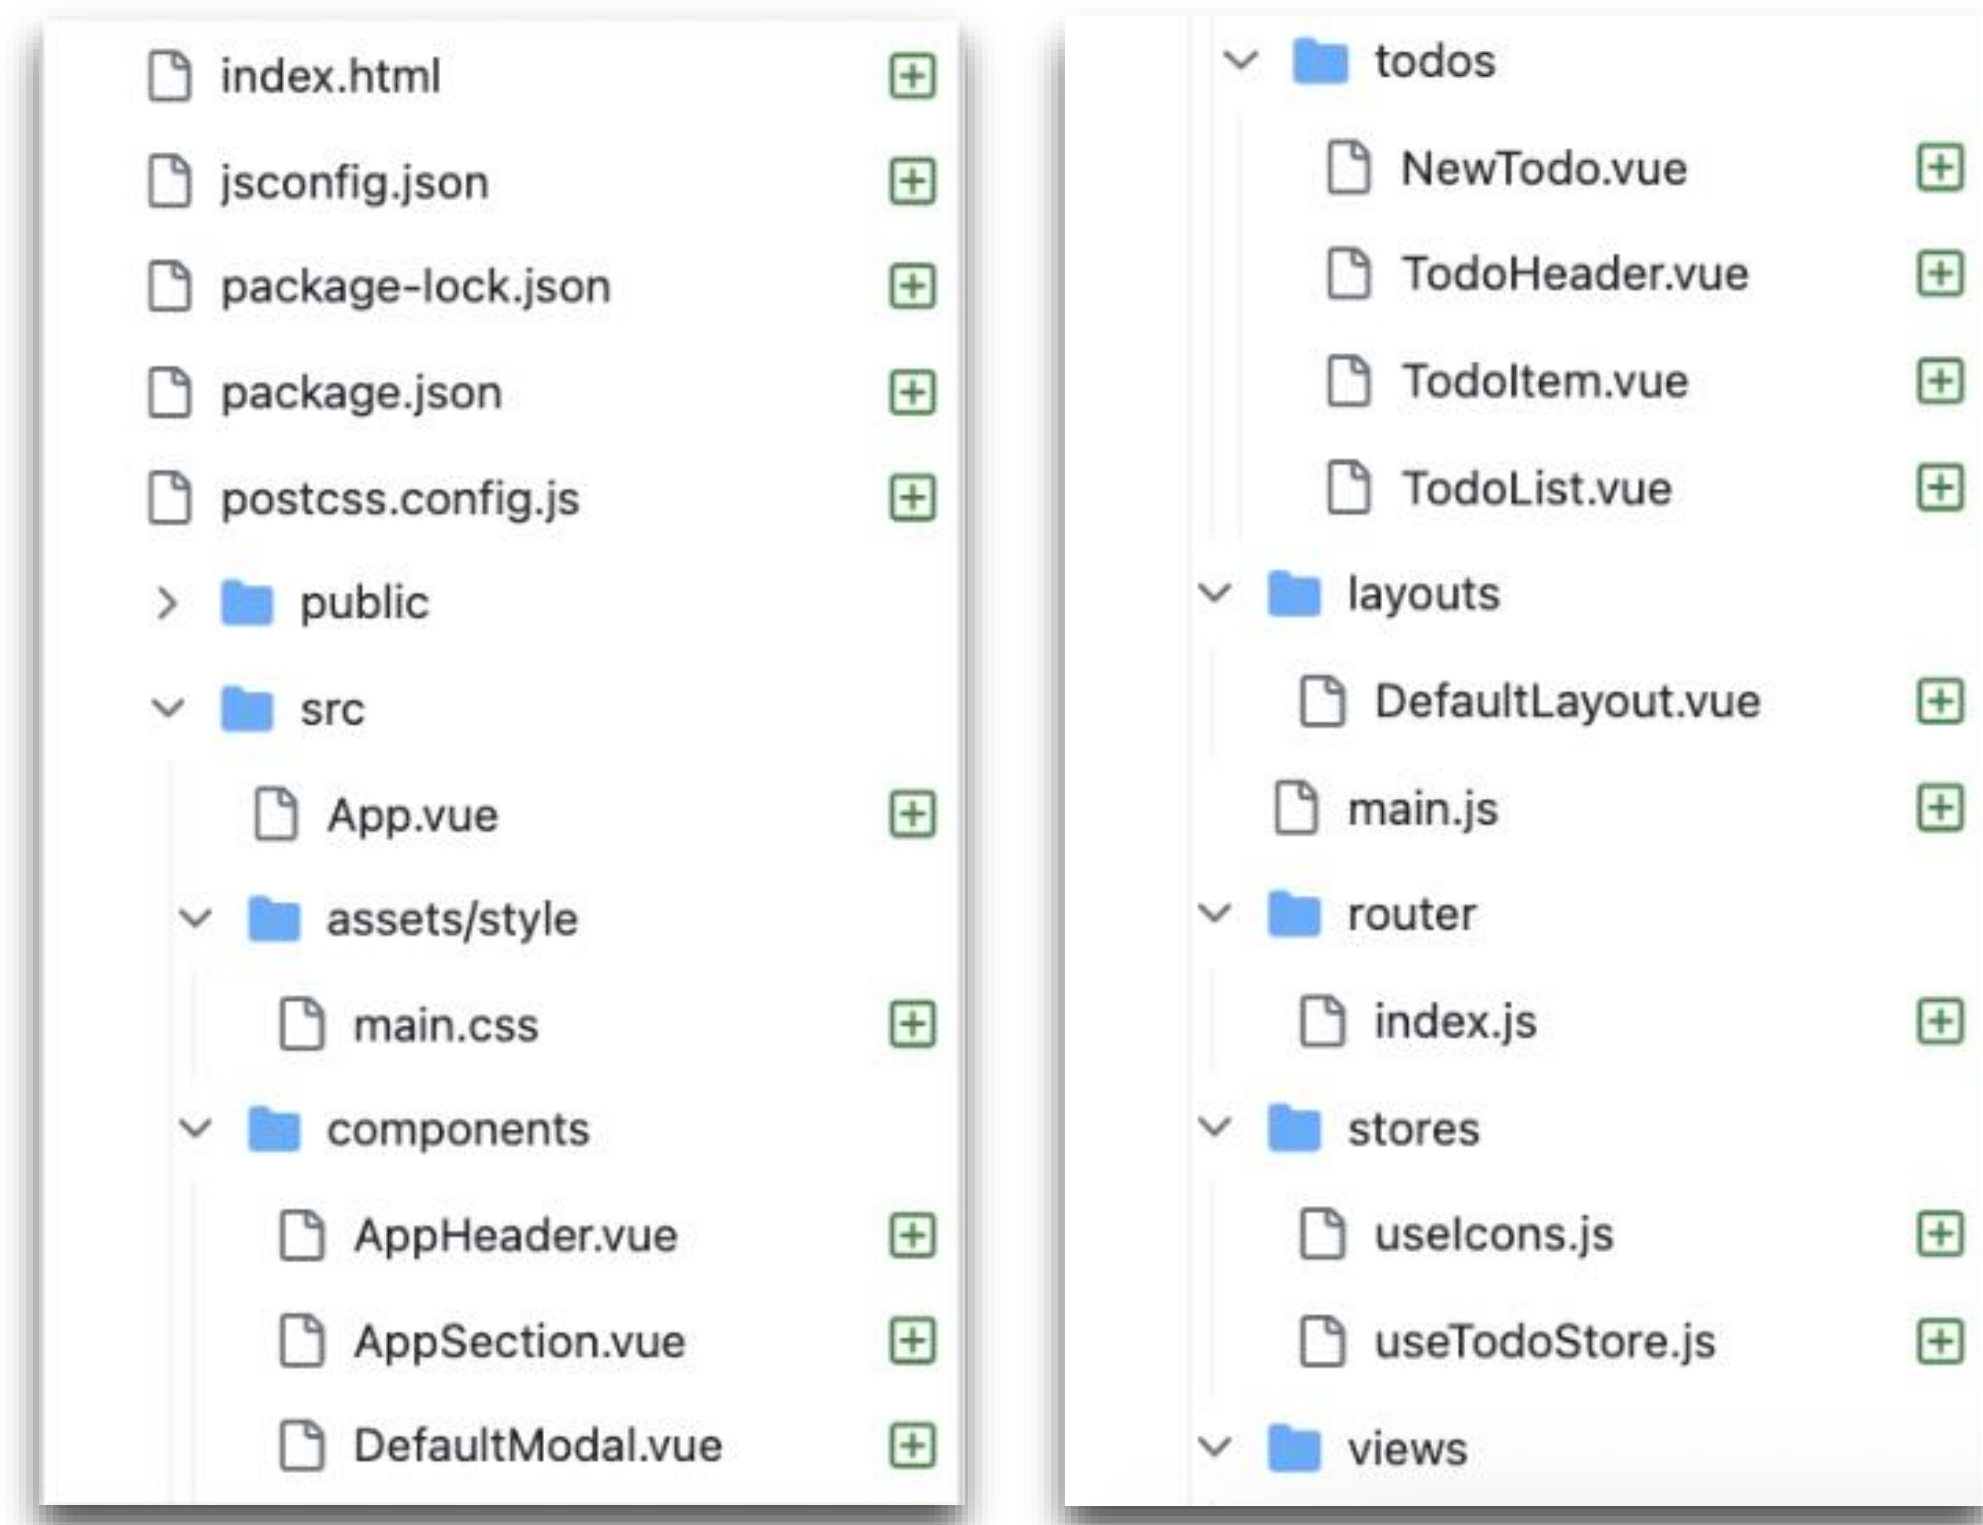 index.html
jsconfig.json
package-lock.json
package.json
postcss.config.js
public
src
App.vue
assets/style
main.css
components
AppHeader.vue
AppSection.vue
DefaultModal.vue
todos
NewTodo.vue
TodoHeader.vue
TodoItem.vue
TodoList.vue
layouts
DefaultLayout.vue
main.js
router
index.js
stores
useIcons.js
useTodoStore.js
views